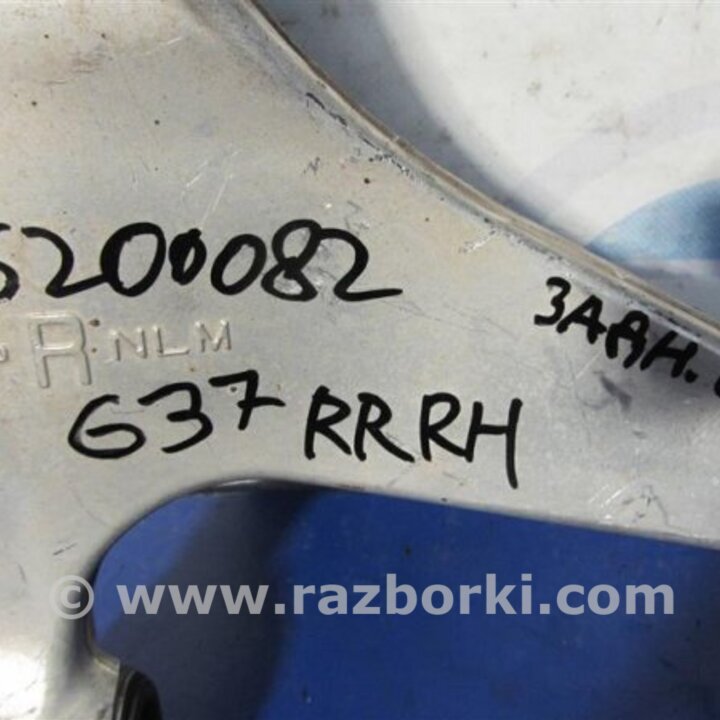 5200082
R NLM
ЗАДН.
G37 RRRH
© www.razborki.com